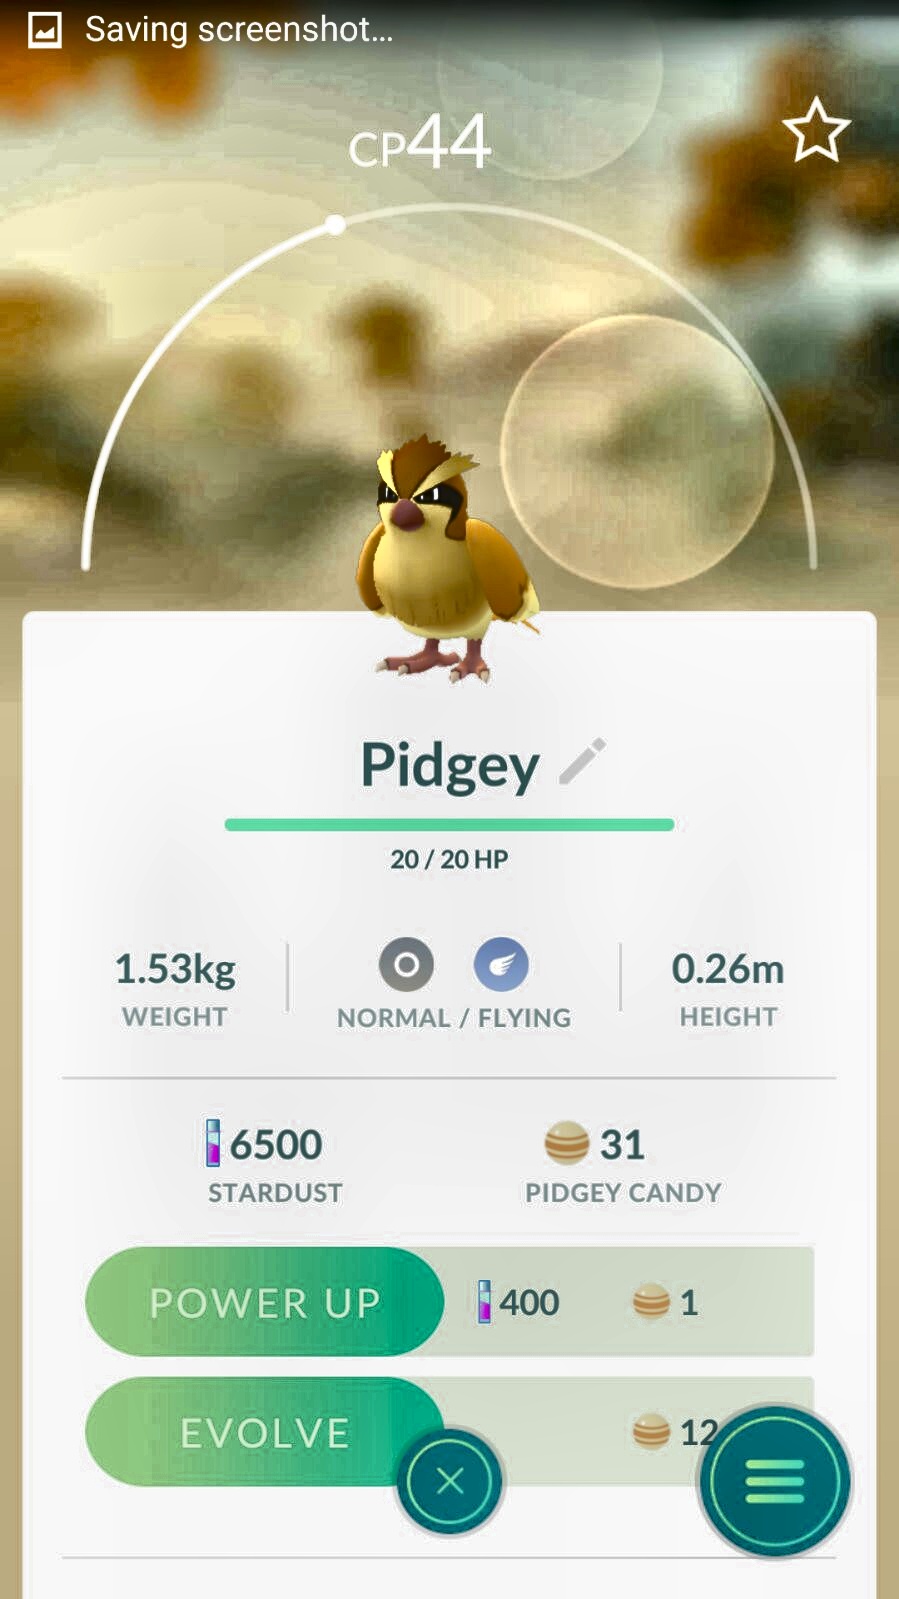 Saving screenshot...
CP44
Pidgey
20 / 20 HP
1.53kg
WEIGHT
NORMAL / FLYING
0.26m
HEIGHT
6500
STARDUST
31
PIDGEY CANDY
POWER UP 400 1
EVOLVE 12